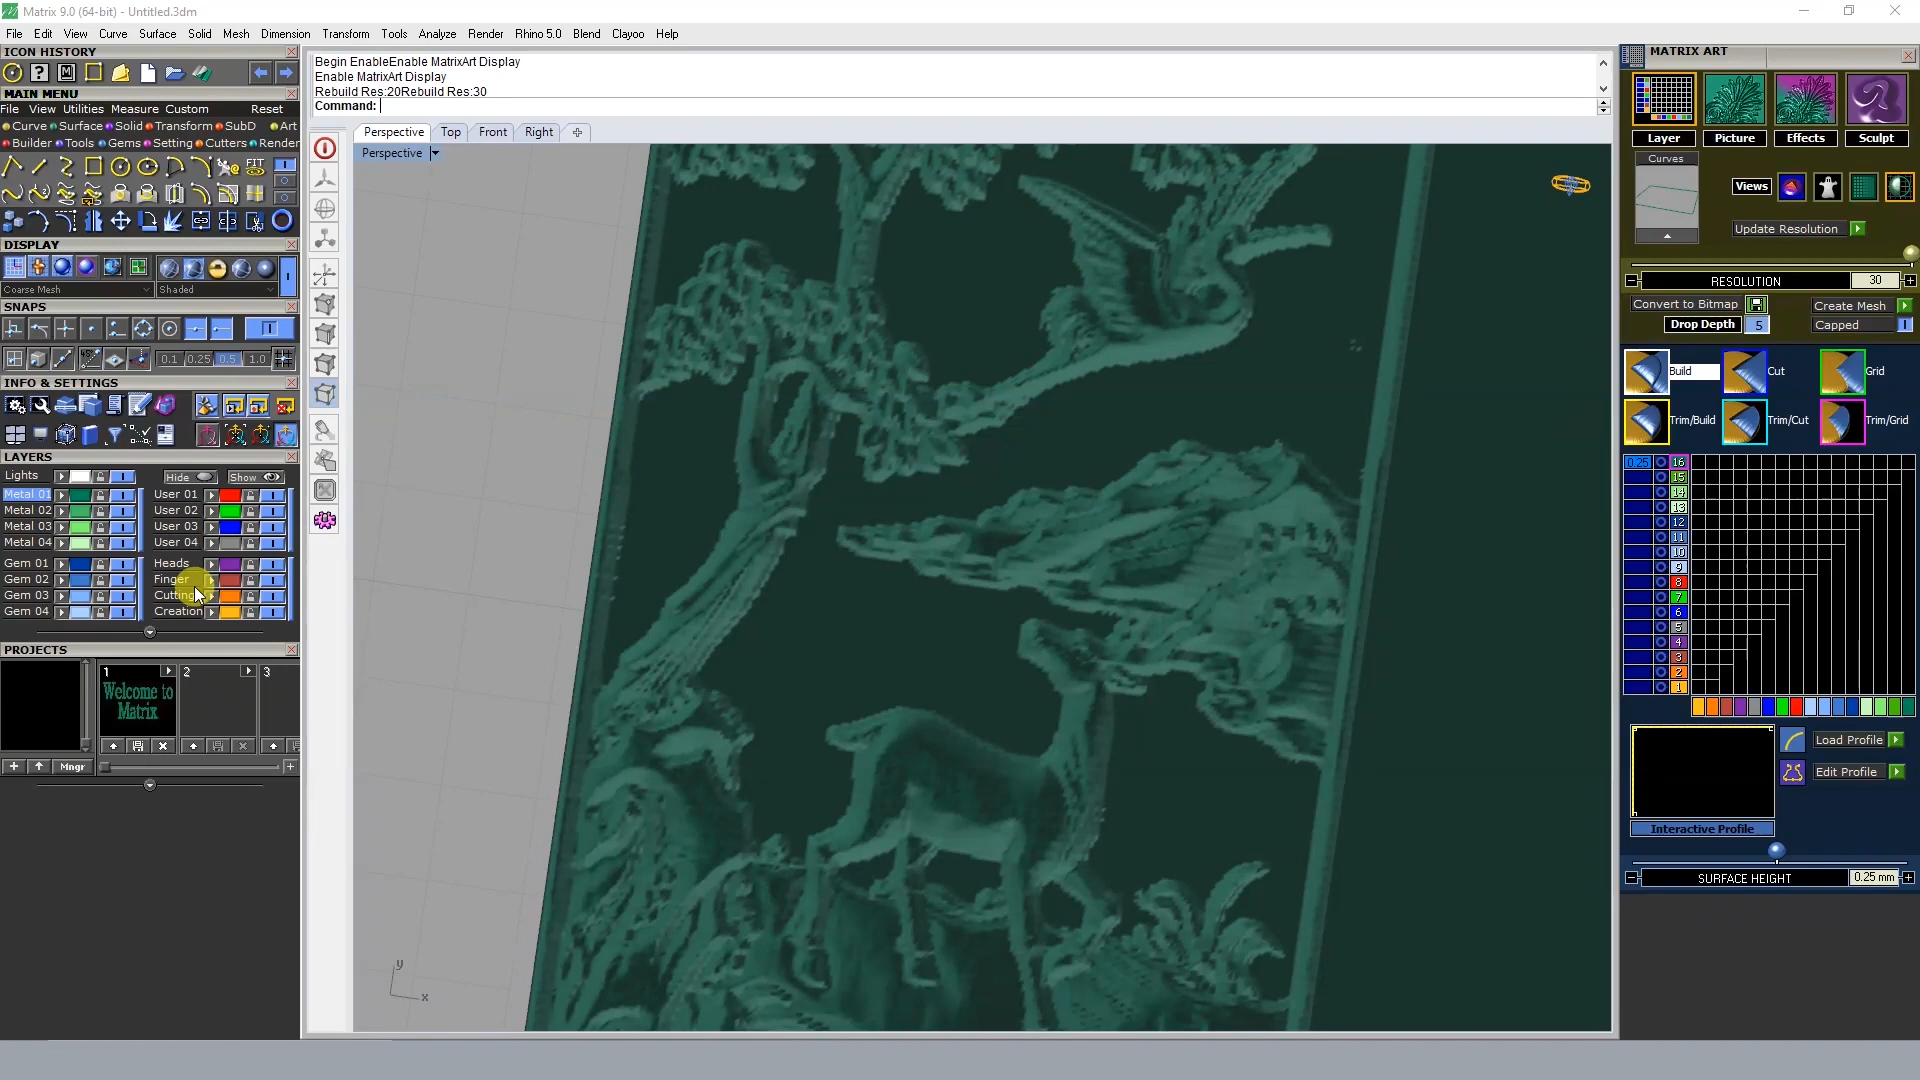 Matrix 9.0 (64-bit) - Untitled.3dm
File Edit View Curve Surface Solid Mesh Dimension Transform Tools Analyze Render Rhino 5.0 Blend Clayoo Help
ICON HISTORY
MAIN MENU
File View Utilities Measure Custom Reset
Curve Surface Solid Transform SubD Art
Builder Tools Gems Setting Cutters Render
FIT
DISPLAY
Coarse Mesh Shaded
SNAPS
0.1 0.25 0.5 1.0
INFO & SETTINGS
LAYERS
Lights Hide Show
Metal 01 User 01
Metal 02 User 02
Metal 03 User 03
Metal 04 User 04
Gem 01 Heads
Gem 02 Finger
Gem 03 Cutting
Gem 04 Creation
PROJECTS
1 2 3
Welcome to
Matrix
Mngr
Begin EnableEnable MatrixArt Display
Enable MatrixArt Display
Rebuild Res:20Rebuild Res:30
Command:
Perspective Top Front Right
Perspective
y
x
MATRIX ART
Layer Picture Effects Sculpt
Curves
Views
Update Resolution
RESOLUTION 30
Convert to Bitmap Create Mesh
Drop Depth 5 Capped
Build Cut Grid
Trim/Build Trim/Cut Trim/Grid
0.25 16
15
14
13
12
11
10
9
8
7
6
5
4
3
2
1
Load Profile
Edit Profile
Interactive Profile
SURFACE HEIGHT 0.25 mm